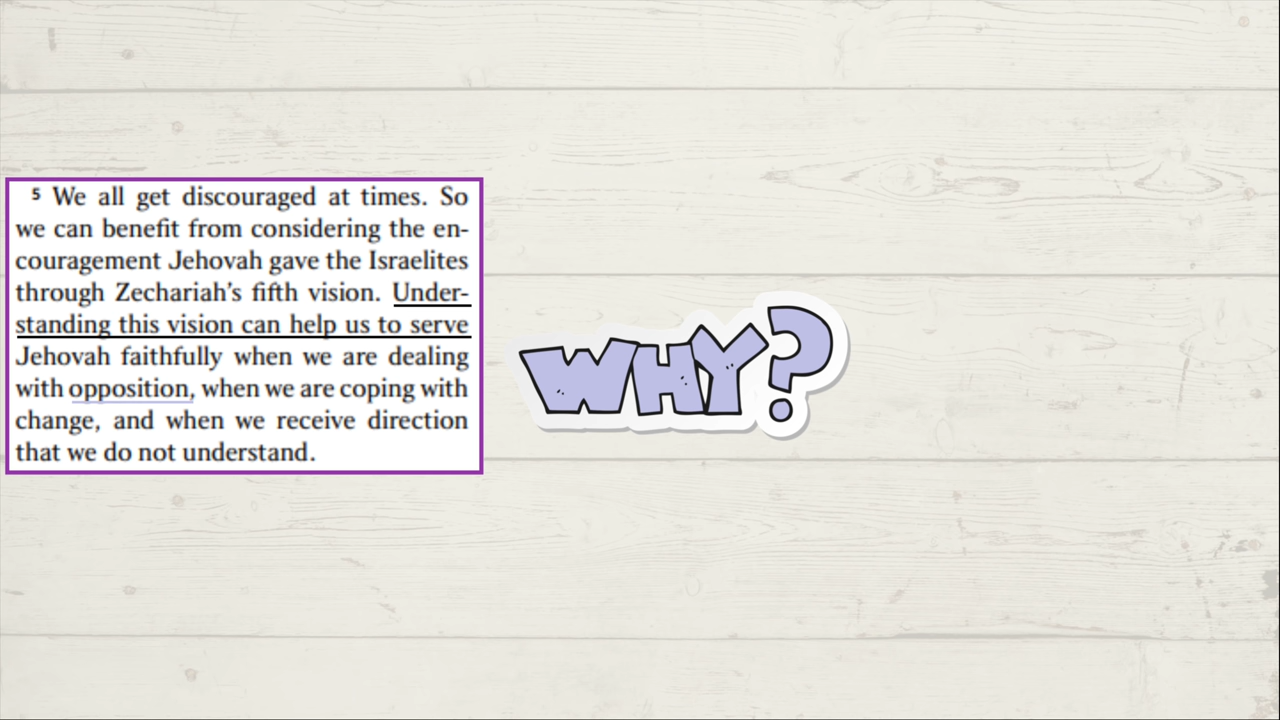 5 We all get discouraged at times. So
we can benefit from considering the en-
couragement Jehovah gave the Israelites
through Zechariah’s fifth vision. Under-
standing this vision can help us to serve
Jehovah faithfully when we are dealing
with opposition, when we are coping with
change, and when we receive direction
that we do not understand.
WHY?